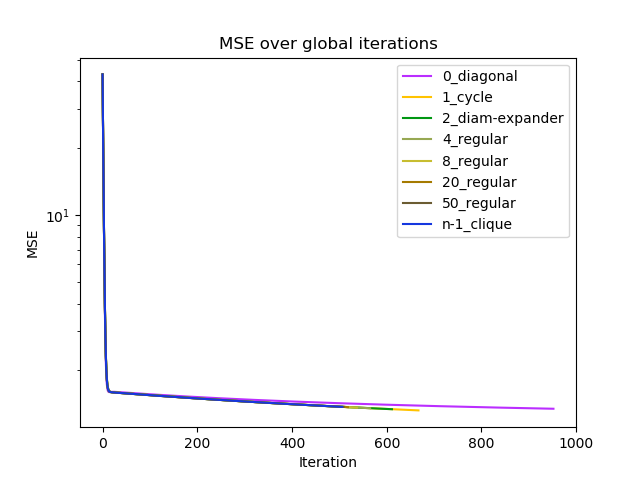 MSE over global iterations
0_diagonal
1_cycle
2_diam-expander
4_regular
8_regular
20_regular
50_regular
n-1_clique
10^1
MSE
0 200 400 600 800 1000
Iteration